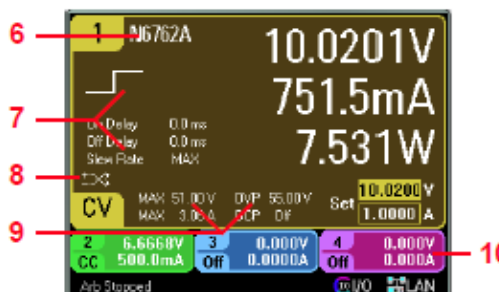 6
1 N6762A
10.0201V
751.5mA
7.531W
7
On Delay 0.0 ms
Off Delay 0.0 ms
Slew Rate MAX
8
CV
MAX 51.00 V OVP 55.00 V
MAX 3.06 A OCP Off
Set 10.0200 V
1.0000 A
9
2 6.6668V
CC 500.0mA
3 0.000V
Off 0.0000A
4 0.000V
Off 0.000A
10
Arb Stopped
I/O LAN